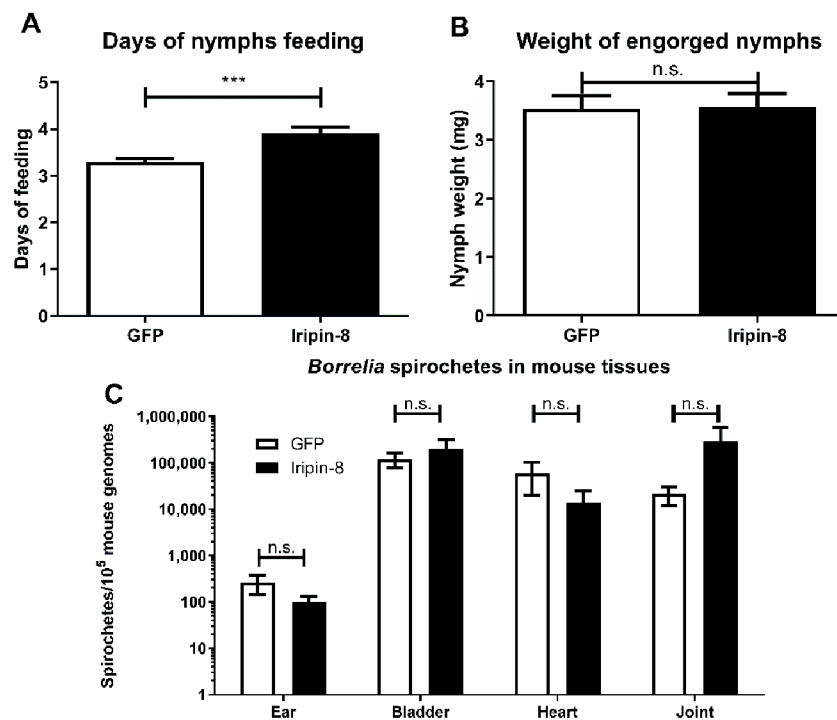 A
Days of nymphs feeding
***
5
4
3
2
1
0
Days of feeding
GFP
Iripin-8
B
Weight of engorged nymphs
n.s.
4
3
2
1
0
Nymph weight (mg)
GFP
Iripin-8
Borrelia spirochetes in mouse tissues
C
GFP
Iripin-8
n.s.
n.s.
n.s.
n.s.
1,000,000
100,000
10,000
1,000
100
10
1
Spirochetes/10⁵ mouse genomes
Ear
Bladder
Heart
Joint